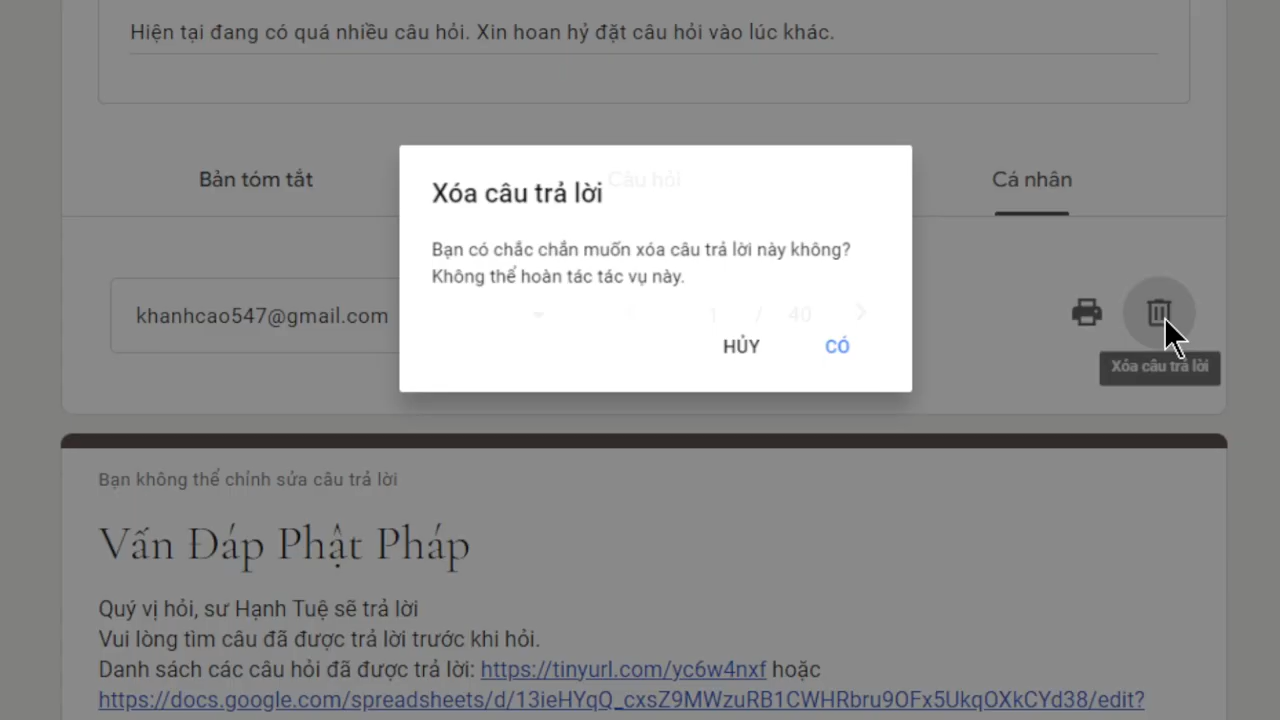 Hiện tại đang có quá nhiều câu hỏi. Xin hoan hỷ đặt câu hỏi vào lúc khác.
Bản tóm tắt
Câu hỏi
Cá nhân
Xóa câu trả lời
Bạn có chắc chắn muốn xóa câu trả lời này không?
Không thể hoàn tác tác vụ này.
khanhcao547@gmail.com
1 / 40
HỦY CÓ
Xóa câu trả lời
Bạn không thể chỉnh sửa câu trả lời
Vấn Đáp Phật Pháp
Quý vị hỏi, sư Hạnh Tuệ sẽ trả lời
Vui lòng tìm câu đã được trả lời trước khi hỏi.
Danh sách các câu hỏi đã được trả lời: https://tinyurl.com/yc6w4nxf hoặc
https://docs.google.com/spreadsheets/d/13ieHYqQ_cxsZ9MWzuRB1CWHRbru9OFx5UkqOXkCYd38/edit?